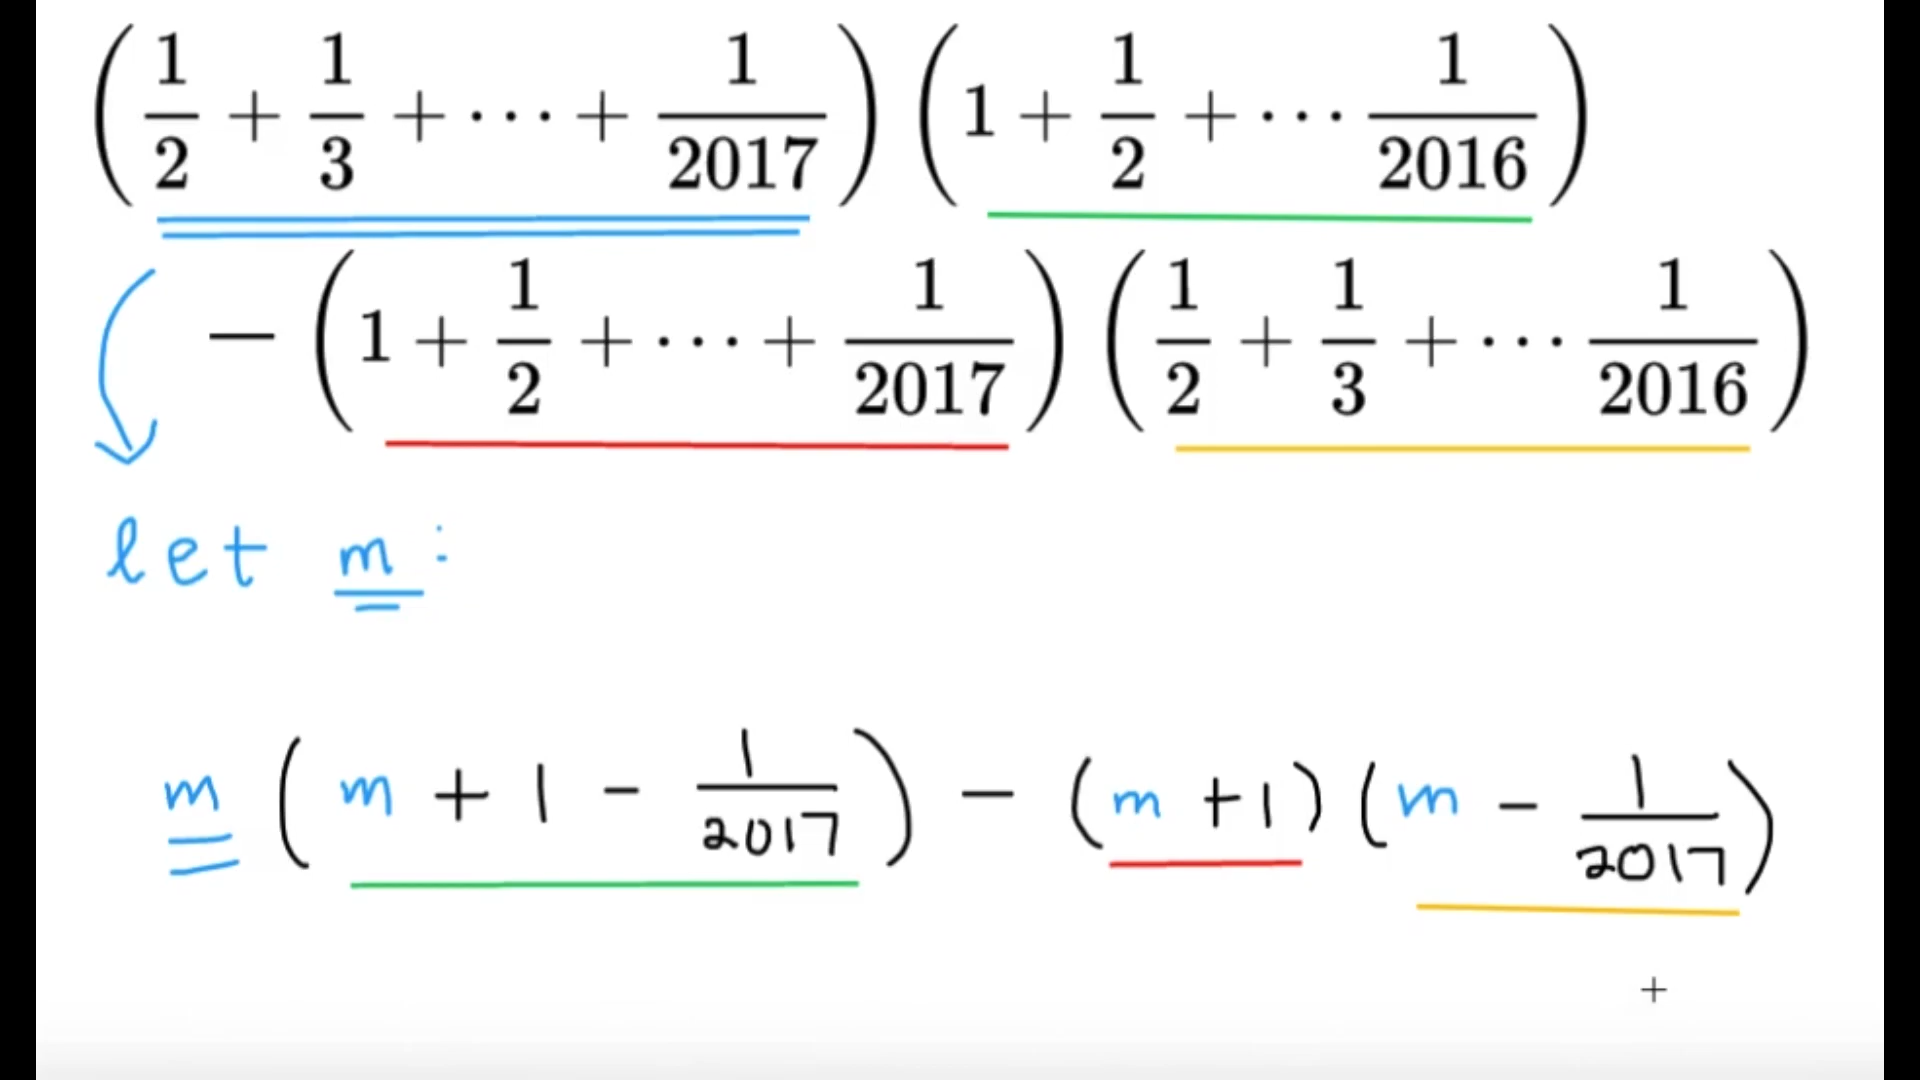 (1/2 + 1/3 + ⋯ + 1/2017) (1 + 1/2 + ⋯ 1/2016)
− (1 + 1/2 + ⋯ + 1/2017) (1/2 + 1/3 + ⋯ 1/2016)
let m :
m (m + 1 − 1/2017) − (m + 1) (m − 1/2017)